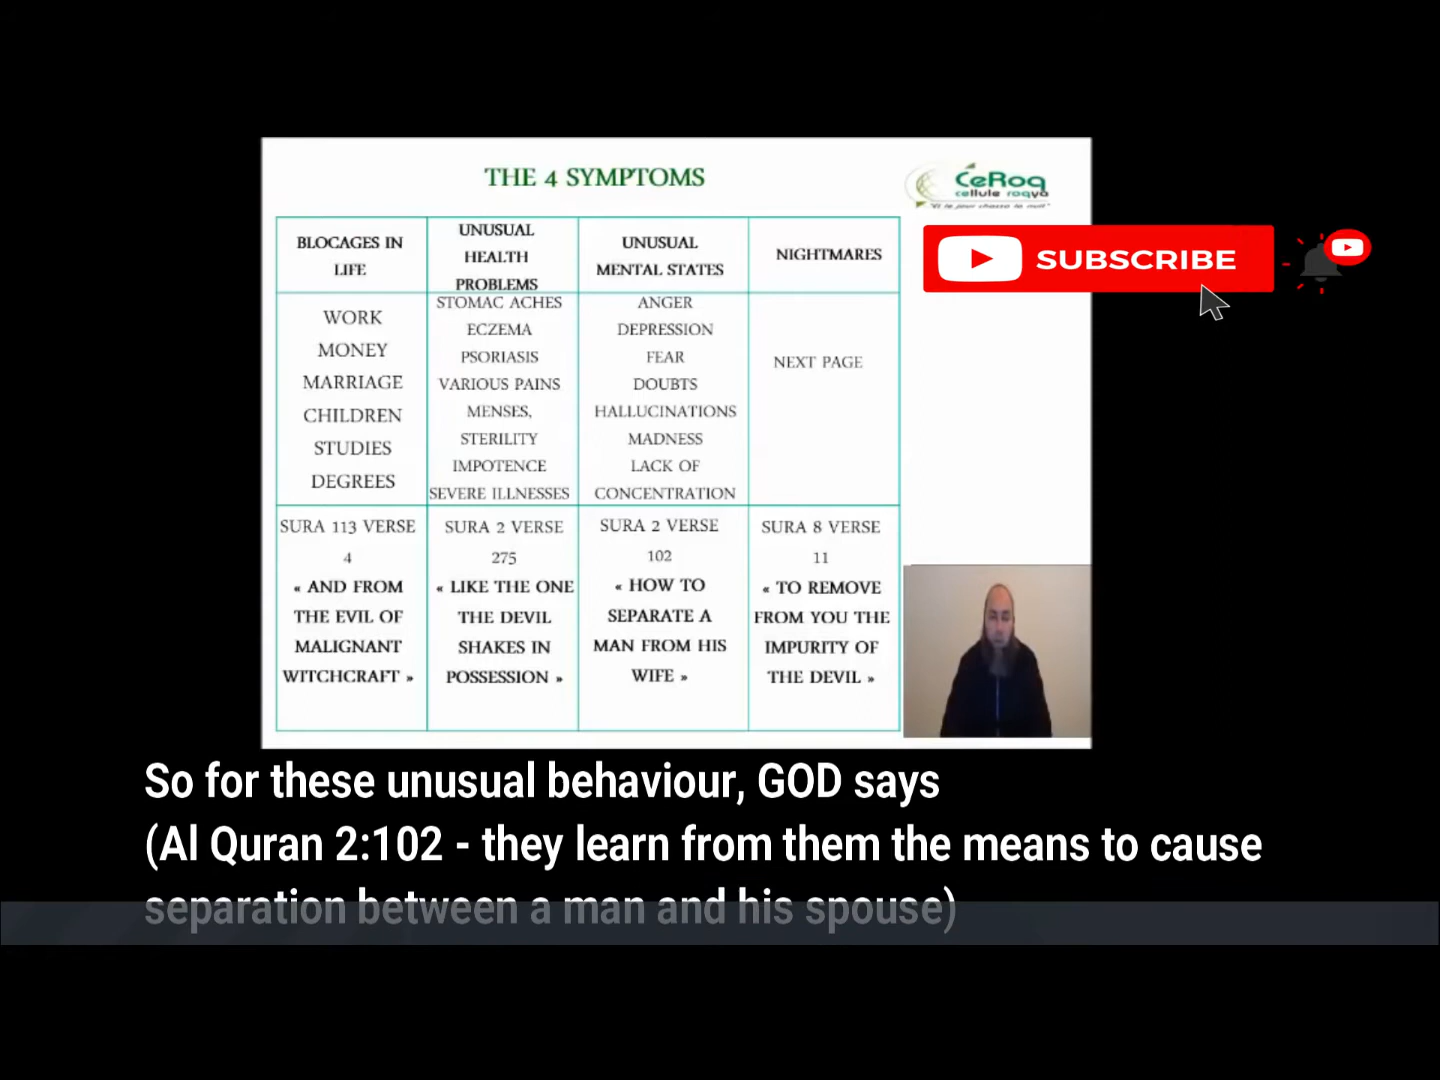 THE 4 SYMPTOMS
CeRoq
cellule roqya
"Et le jour chasse la nuit"
BLOCAGES IN
LIFE
UNUSUAL
HEALTH
PROBLEMS
UNUSUAL
MENTAL STATES
NIGHTMARES
WORK
MONEY
MARRIAGE
CHILDREN
STUDIES
DEGREES
STOMAC ACHES
ECZEMA
PSORIASIS
VARIOUS PAINS
MENSES,
STERILITY
IMPOTENCE
SEVERE ILLNESSES
ANGER
DEPRESSION
FEAR
DOUBTS
HALLUCINATIONS
MADNESS
LACK OF
CONCENTRATION
NEXT PAGE
SURA 113 VERSE
4
« AND FROM
THE EVIL OF
MALIGNANT
WITCHCRAFT »
SURA 2 VERSE
275
« LIKE THE ONE
THE DEVIL
SHAKES IN
POSSESSION »
SURA 2 VERSE
102
« HOW TO
SEPARATE A
MAN FROM HIS
WIFE »
SURA 8 VERSE
11
« TO REMOVE
FROM YOU THE
IMPURITY OF
THE DEVIL »
SUBSCRIBE
So for these unusual behaviour, GOD says
(Al Quran 2:102 - they learn from them the means to cause
separation between a man and his spouse)